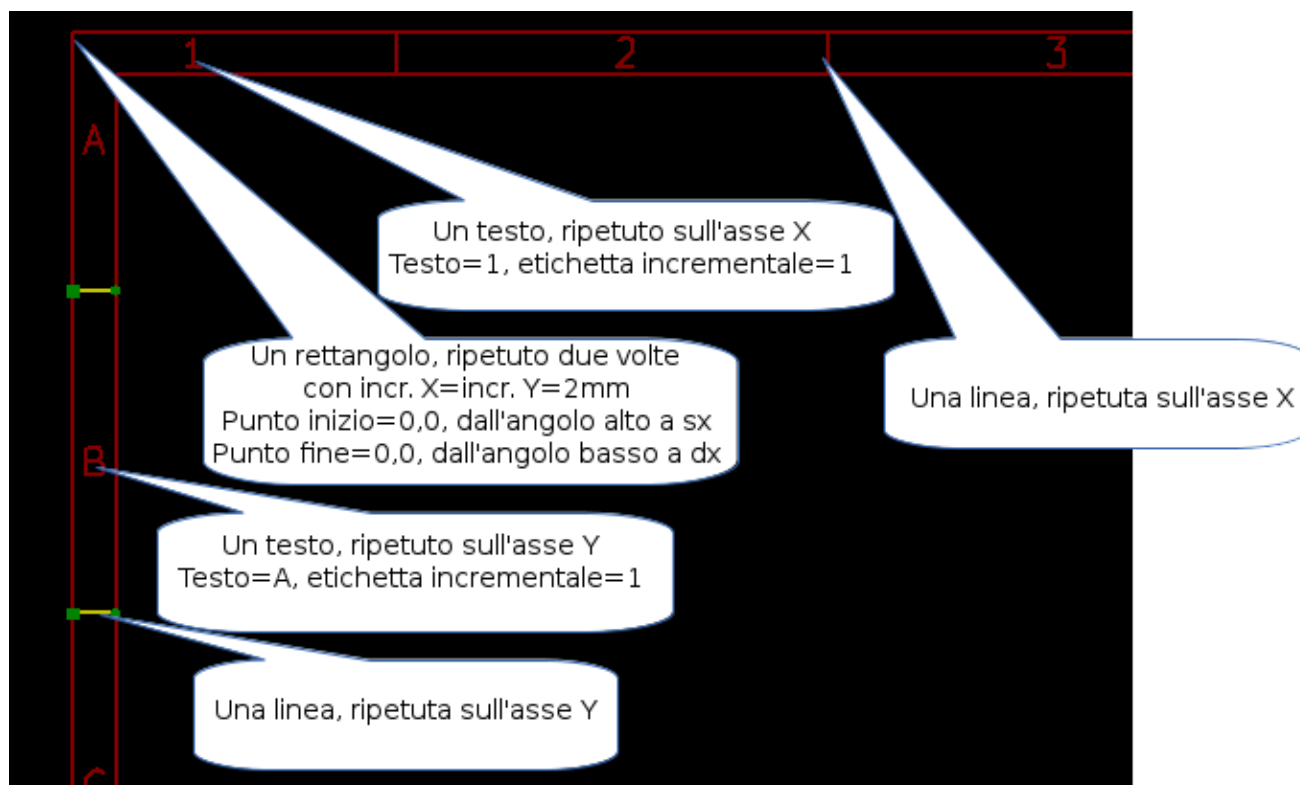 1 2 3
A
Un testo, ripetuto sull'asse X
Testo=1, etichetta incrementale=1
Un rettangolo, ripetuto due volte
con incr. X=incr. Y=2mm
Punto inizio=0,0, dall'angolo alto a sx
Punto fine=0,0, dall'angolo basso a dx
Una linea, ripetuta sull'asse X
B
Un testo, ripetuto sull'asse Y
Testo=A, etichetta incrementale=1
Una linea, ripetuta sull'asse Y
C